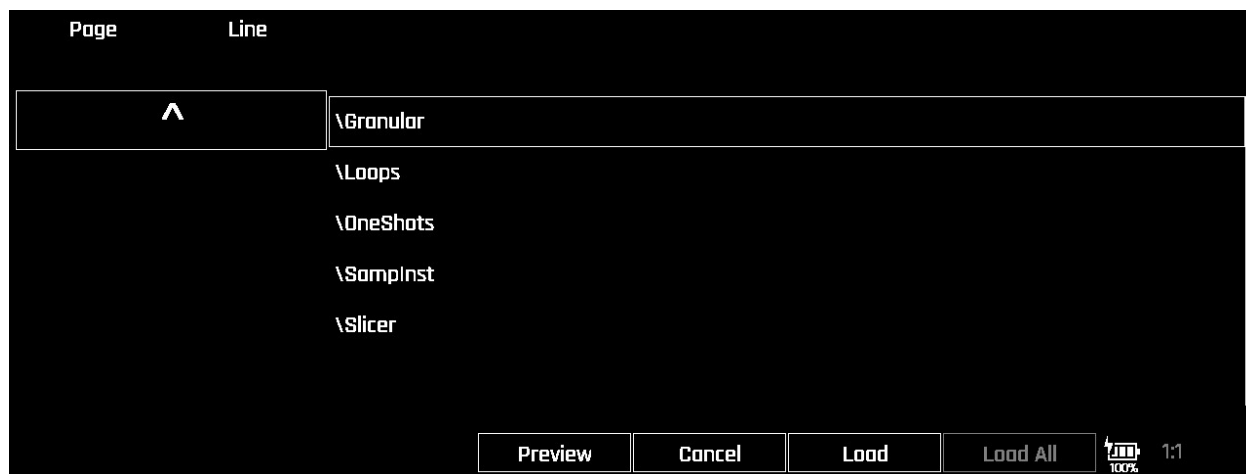 Page Line
^
\Granular
\Loops
\OneShots
\SampInst
\Slicer
Preview Cancel Load Load All 1:1
100%